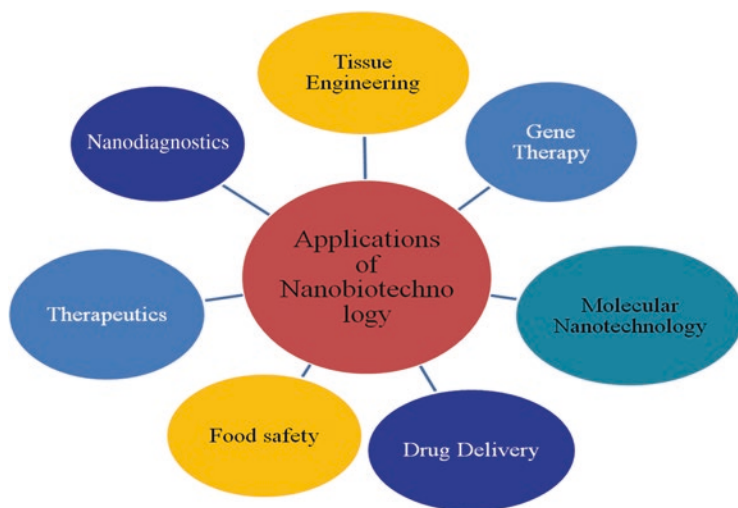 Tissue
Engineering
Gene
Therapy
Nanodiagnostics
Applications
of
Nanobiotechno
logy
Molecular
Nanotechnology
Therapeutics
Food safety
Drug Delivery